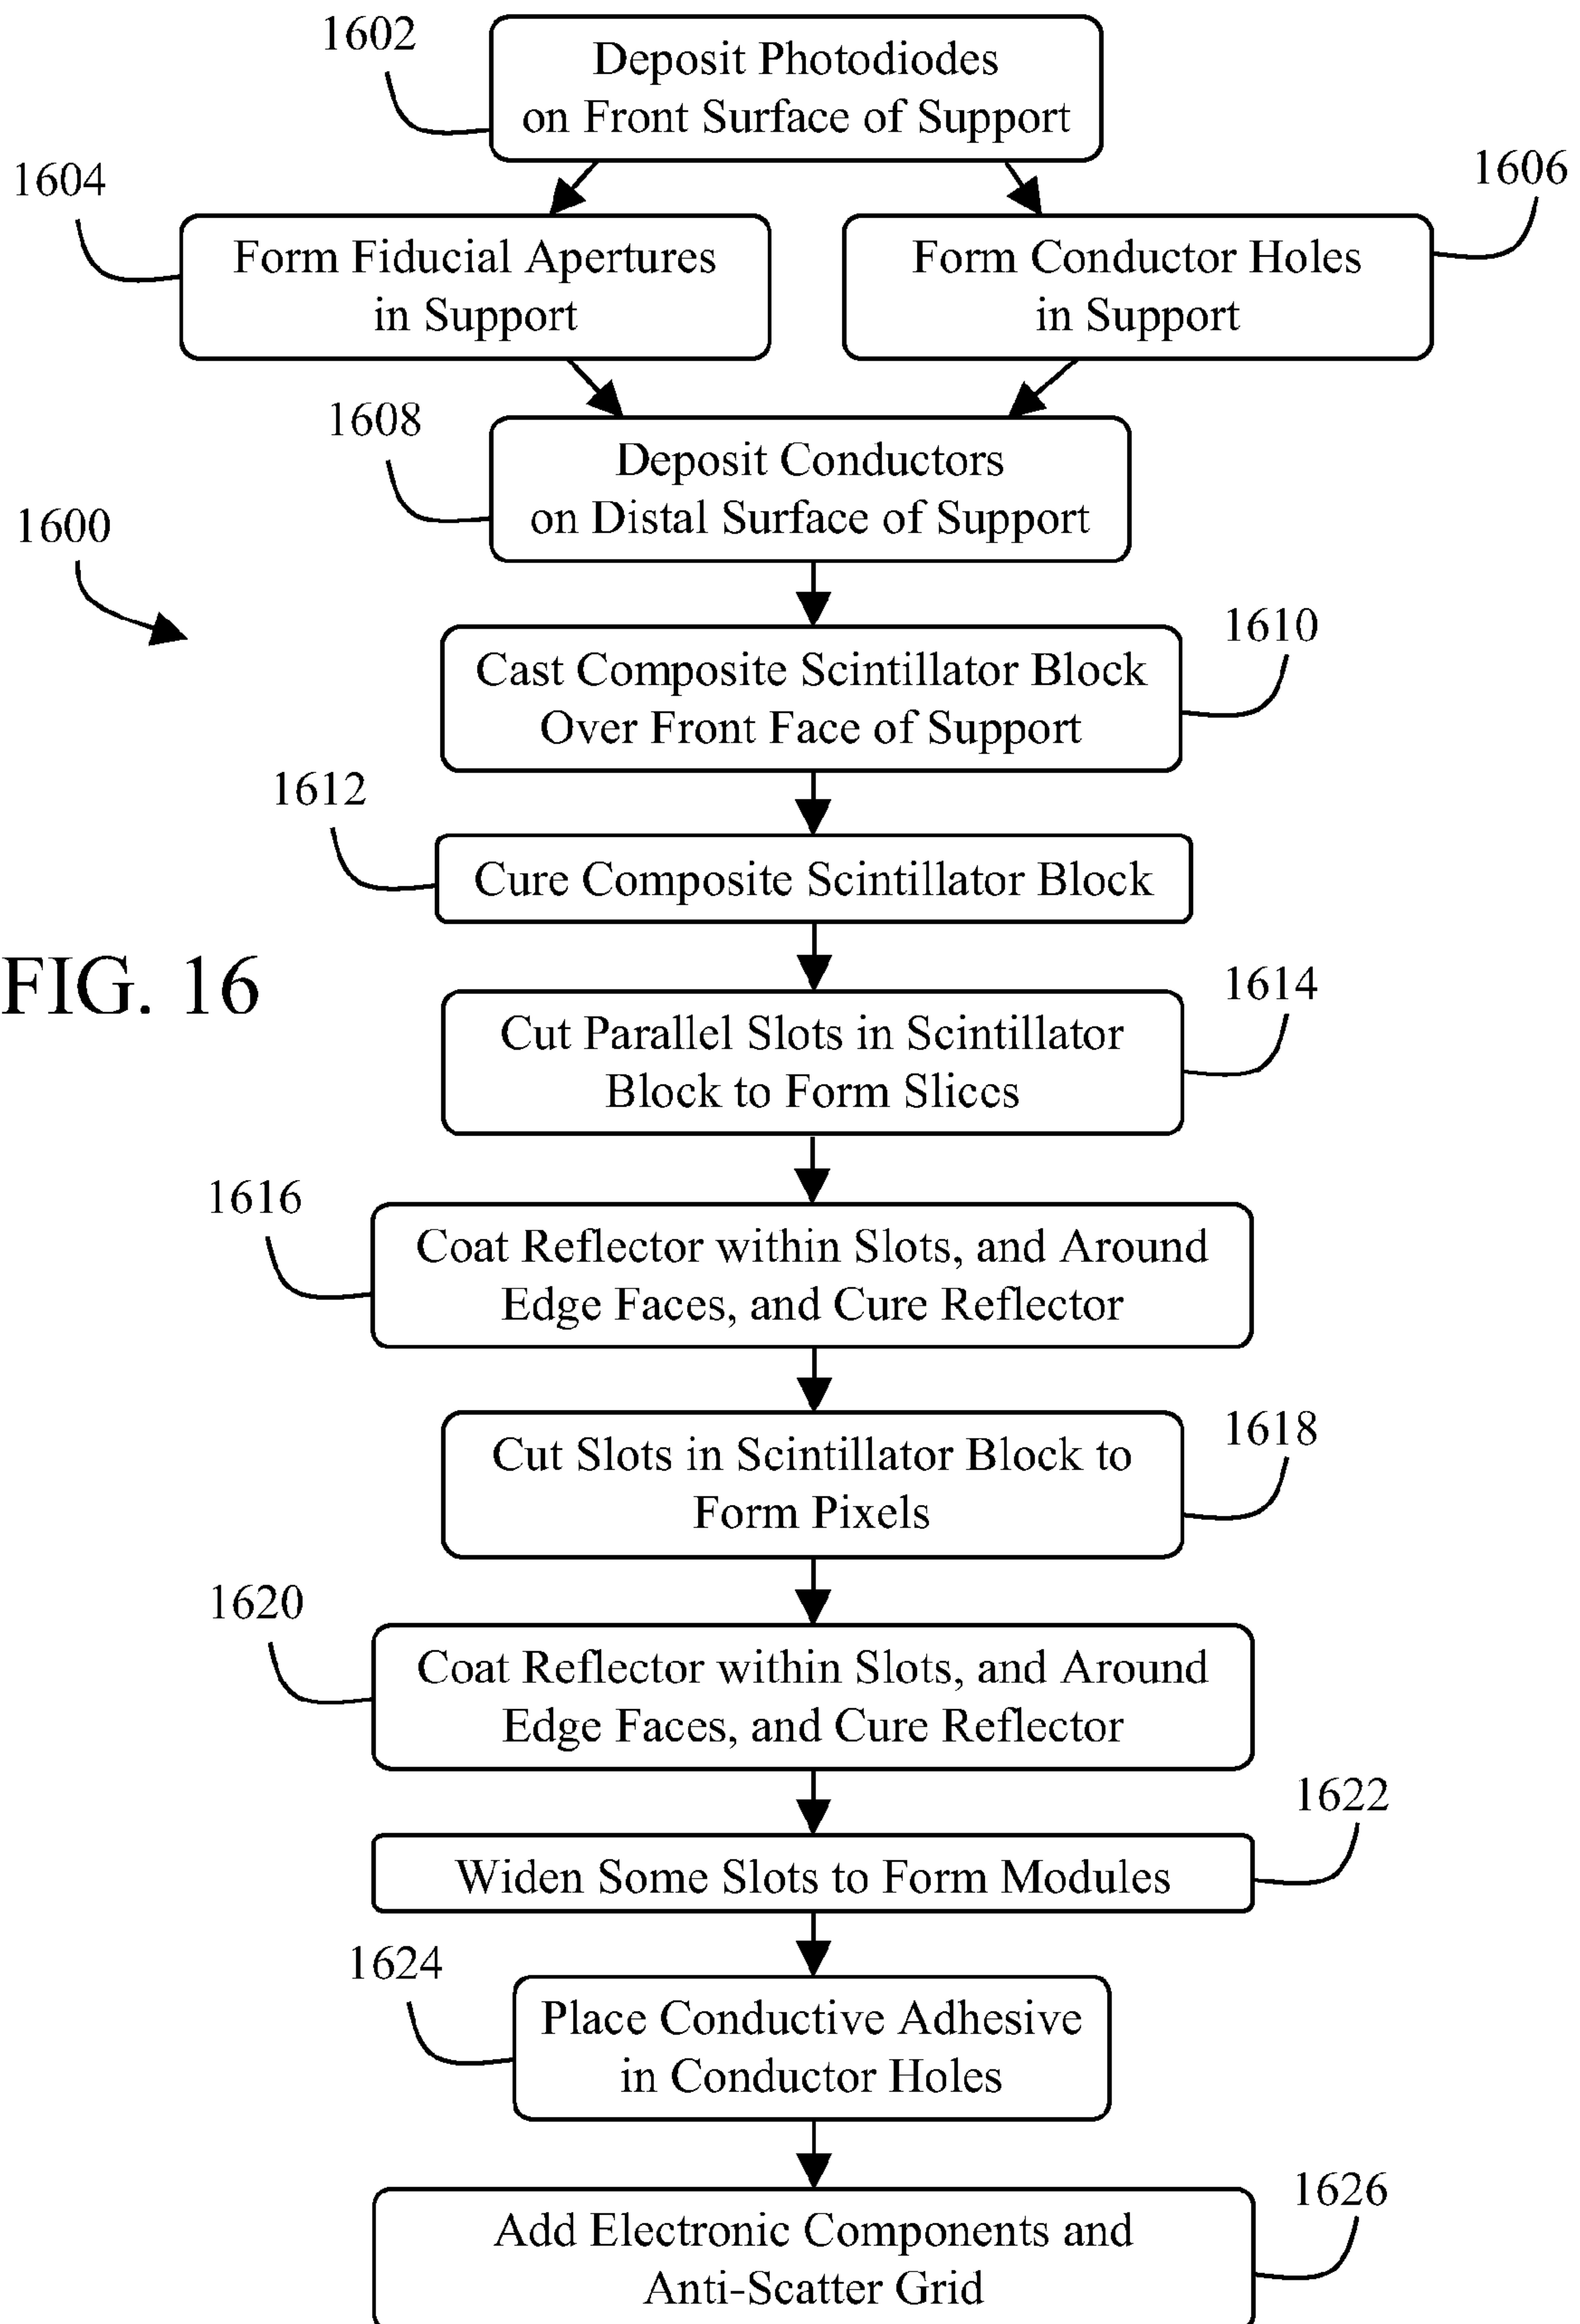 1602
Deposit Photodiodes
on Front Surface of Support
1604
1606
Form Fiducial Apertures
in Support
Form Conductor Holes
in Support
1608
Deposit Conductors
on Distal Surface of Support
1600
1610
Cast Composite Scintillator Block
Over Front Face of Support
1612
Cure Composite Scintillator Block
FIG. 16
1614
Cut Parallel Slots in Scintillator
Block to Form Slices
1616
Coat Reflector within Slots, and Around
Edge Faces, and Cure Reflector
1618
Cut Slots in Scintillator Block to
Form Pixels
1620
Coat Reflector within Slots, and Around
Edge Faces, and Cure Reflector
1622
Widen Some Slots to Form Modules
1624
Place Conductive Adhesive
in Conductor Holes
1626
Add Electronic Components and
Anti-Scatter Grid